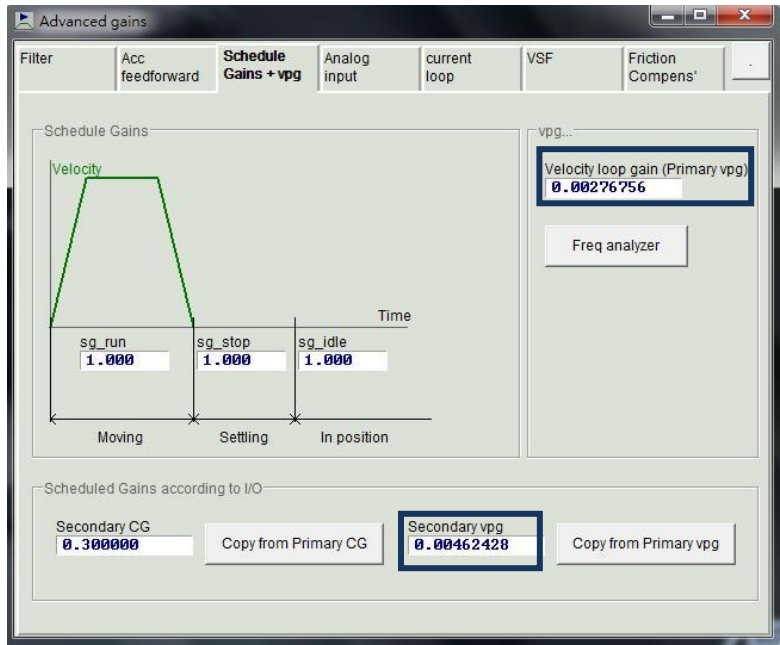 Advanced gains
Filter
Acc
feedforward
Schedule
Gains + vpg
Analog
input
current
loop
VSF
Friction
Compens'
.
Schedule Gains
Velocity
Time
sg_run
1.000
sg_stop
1.000
sg_idle
1.000
Moving
Settling
In position
vpg...
Velocity loop gain (Primary vpg)
0.00276756
Freq analyzer
Scheduled Gains according to I/O
Secondary CG
0.300000
Copy from Primary CG
Secondary vpg
0.00462428
Copy from Primary vpg